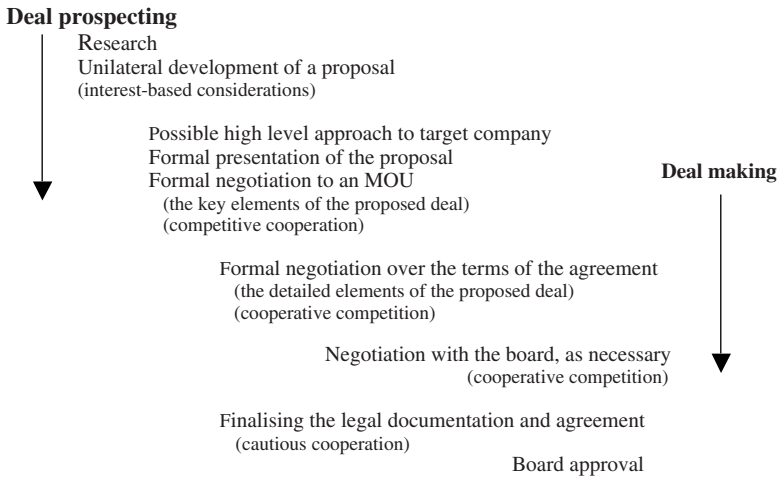 Deal prospecting
Research
Unilateral development of a proposal
(interest-based considerations)
Possible high level approach to target company
Formal presentation of the proposal
Formal negotiation to an MOU
(the key elements of the proposed deal)
(competitive cooperation)
Deal making
Formal negotiation over the terms of the agreement
(the detailed elements of the proposed deal)
(cooperative competition)
Negotiation with the board, as necessary
(cooperative competition)
Finalising the legal documentation and agreement
(cautious cooperation)
Board approval